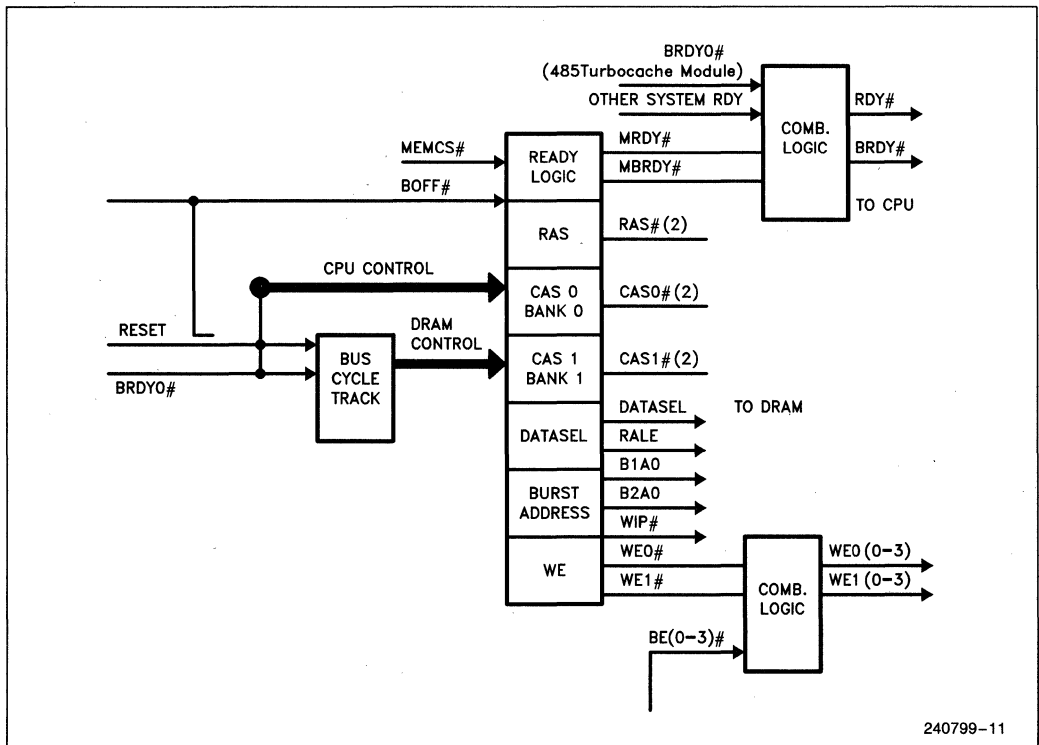 BRDYO#
(485Turbocache Module)
OTHER SYSTEM RDY
COMB.
LOGIC
RDY#
BRDY#
TO CPU
MEMCS#
BOFF#
READY
LOGIC
MRDY#
MBRDY#
RAS
RAS#(2)
CPU CONTROL
CAS 0
BANK 0
CAS0#(2)
RESET
BRDYO#
BUS
CYCLE
TRACK
DRAM
CONTROL
CAS 1
BANK 1
CAS1#(2)
DATASEL
DATASEL
RALE
TO DRAM
BURST
ADDRESS
B1A0
B2A0
WIP#
WE
WE0#
WE1#
COMB.
LOGIC
WE0(0-3)
WE1(0-3)
BE(0-3)#
240799-11